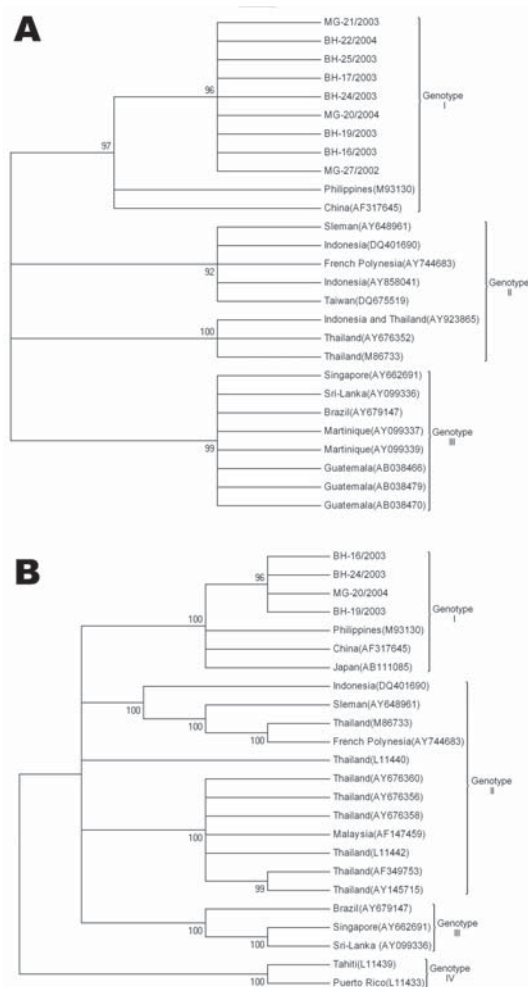 A
MG-21/2003
BH-22/2004
BH-25/2003
BH-17/2003
96
BH-24/2003
Genotype
I
MG-20/2004
BH-19/2003
97
BH-16/2003
MG-27/2002
Philippines(M93130)
China(AF317645)
Sleman(AY648961)
Indonesia(DQ401690)
French Polynesia(AY744683)
92
Indonesia(AY858041)
Genotype
II
Taiwan(DQ675519)
Indonesia and Thailand(AY923865)
100
Thailand(AY676352)
Thailand(M86733)
Singapore(AY662691)
Sri-Lanka(AY099336)
Brazil(AY679147)
Martinique(AY099337)
Genotype
III
99
Martinique(AY099339)
Guatemala(AB038466)
Guatemala(AB038479)
Guatemala(AB038470)
B
BH-16/2003
96
BH-24/2003
MG-20/2004
Genotype
I
BH-19/2003
100
Philippines(M93130)
China(AF317645)
Japan(AB111085)
Indonesia(DQ401690)
100
Sleman(AY648961)
100
Thailand(M86733)
100
French Polynesia(AY744683)
Thailand(L11440)
Genotype
II
Thailand(AY676360)
Thailand(AY676356)
Thailand(AY676358)
100
Malaysia(AF147459)
Thailand(L11442)
Thailand(AF349753)
99
Thailand(AY145715)
Brazil(AY679147)
100
Singapore(AY662691)
Genotype
III
100
Sri-Lanka (AY099336)
Tahiti(L11439)
Genotype
IV
100
Puerto Rico(L11433)